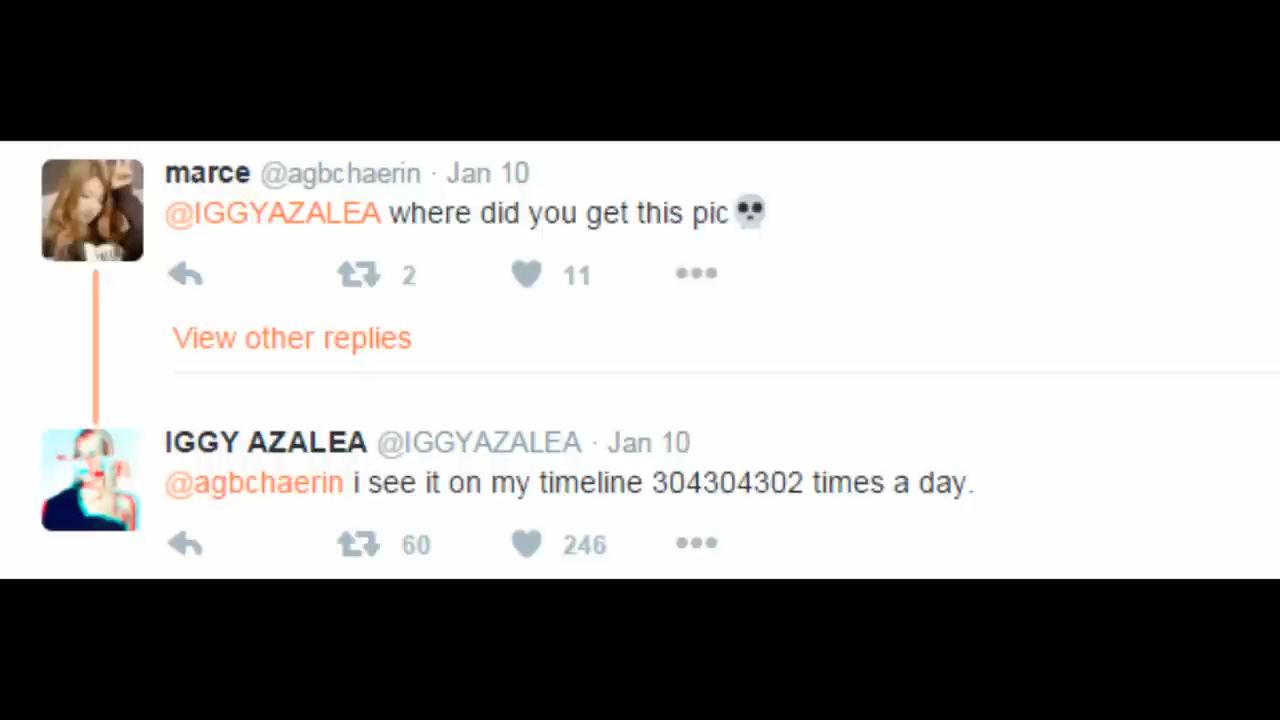 marce @agbchaerin · Jan 10
@IGGYAZALEA where did you get this pic💀
2 11
View other replies
IGGY AZALEA @IGGYAZALEA · Jan 10
@agbchaerin i see it on my timeline 304304302 times a day.
60 246